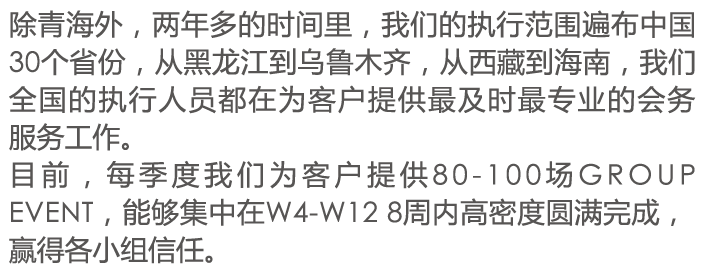 除青海外，两年多的时间里，我们的执行范围遍布中国
30个省份，从黑龙江到乌鲁木齐，从西藏到海南，我们
全国的执行人员都在为客户提供最及时最专业的会务
服务工作。
目前，每季度我们为客户提供80-100场GROUP
EVENT，能够集中在W4-W12 8周内高密度圆满完成，
赢得各小组信任。